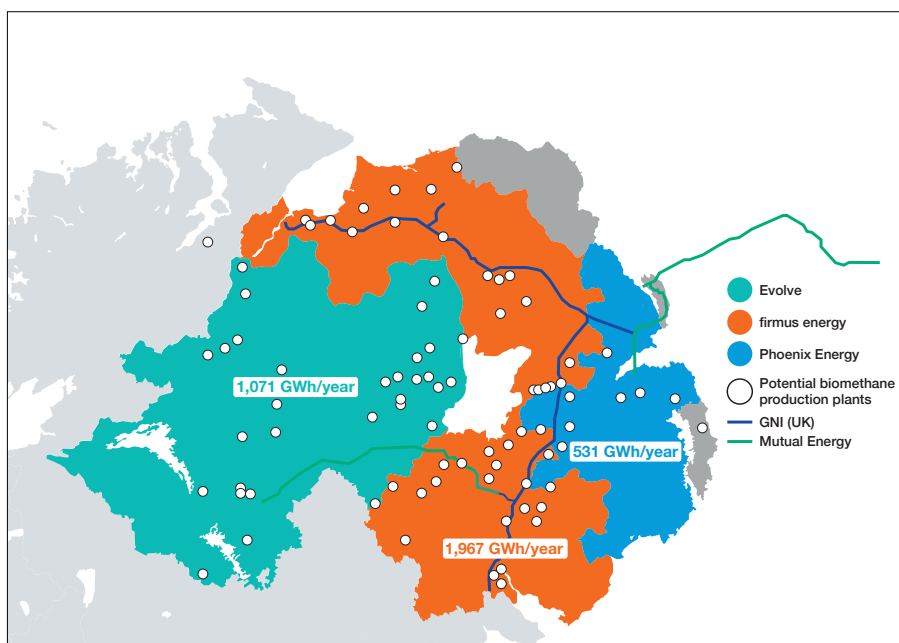 Evolve
firmus energy
Phoenix Energy
Potential biomethane
production plants
GNI (UK)
Mutual Energy
1,071 GWh/year
531 GWh/year
1,967 GWh/year